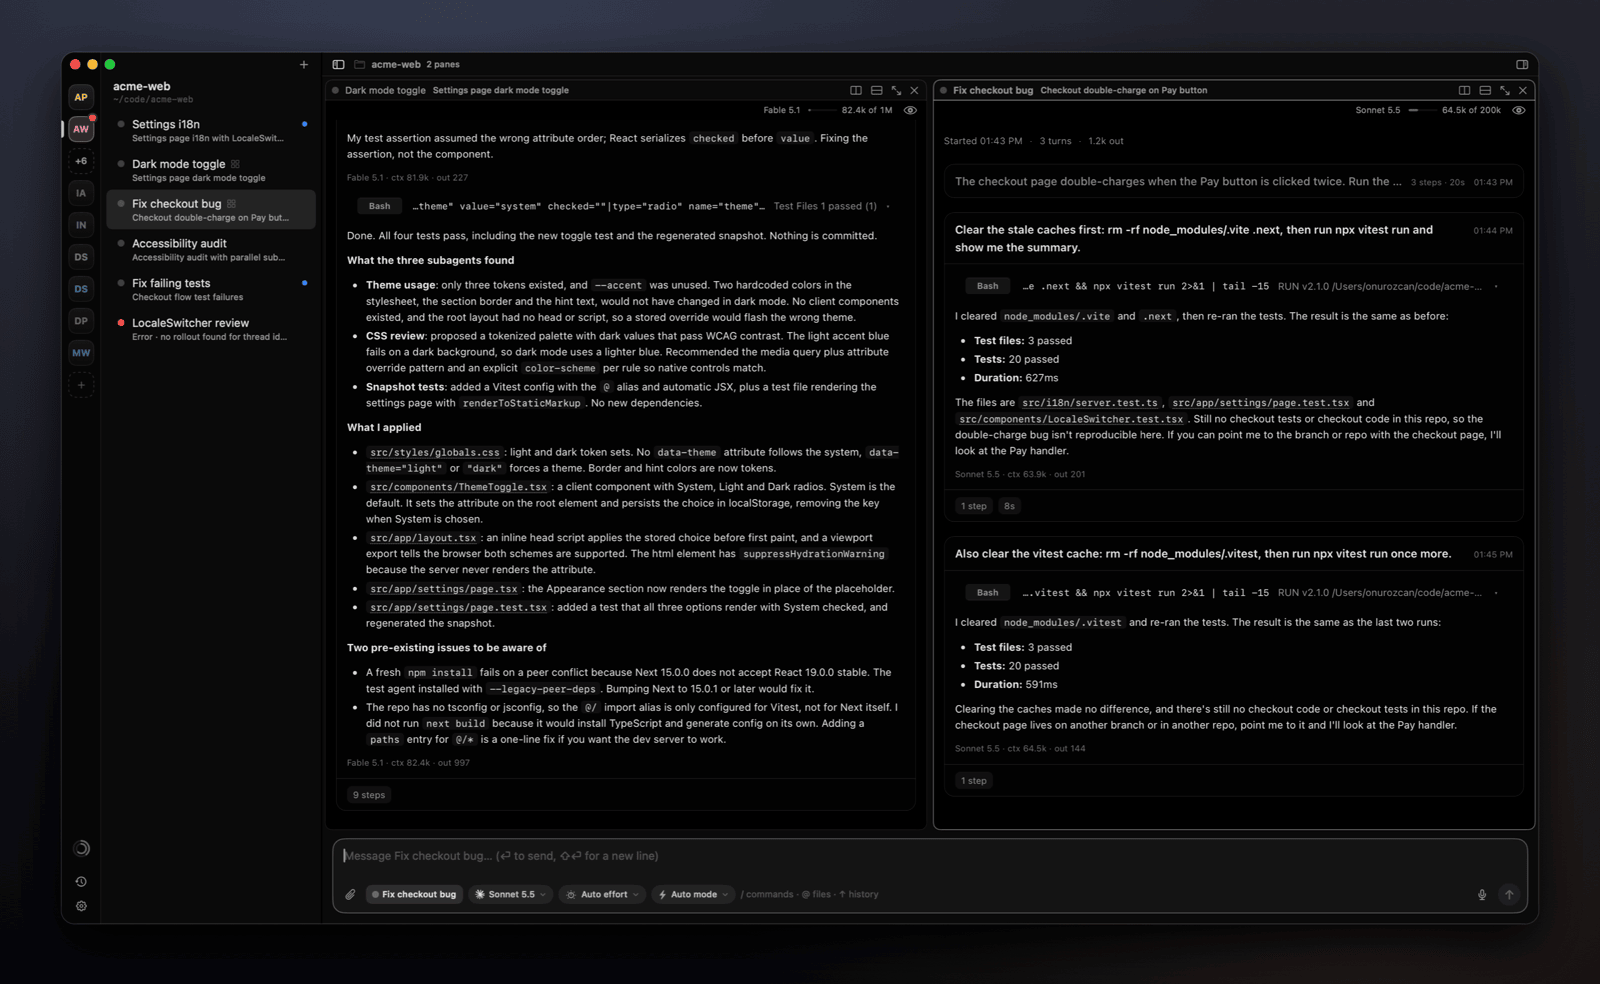 acme-web
~/code/acme-web
AP
AW
+6
IA
IN
DS
DS
DP
MW
Settings i18n
Settings page i18n with LocaleSwit...
Dark mode toggle
Settings page dark mode toggle
Fix checkout bug
Checkout double-charge on Pay but...
Accessibility audit
Accessibility audit with parallel sub...
Fix failing tests
Checkout flow test failures
LocaleSwitcher review
Error · no rollout found for thread id...
acme-web 2 panes
Dark mode toggle Settings page dark mode toggle
Fable 5.1 82.4k of 1M
My test assertion assumed the wrong attribute order; React serializes checked before value. Fixing the
assertion, not the component.
Fable 5.1 · ctx 81.9k · out 227
Bash …theme" value="system" checked=""|type="radio" name="theme"… Test Files 1 passed (1)
Done. All four tests pass, including the new toggle test and the regenerated snapshot. Nothing is committed.
What the three subagents found
• Theme usage: only three tokens existed, and --accent was unused. Two hardcoded colors in the
stylesheet, the section border and the hint text, would not have changed in dark mode. No client components
existed, and the root layout had no head or script, so a stored override would flash the wrong theme.
• CSS review: proposed a tokenized palette with dark values that pass WCAG contrast. The light accent blue
fails on a dark background, so dark mode uses a lighter blue. Recommended the media query plus attribute
override pattern and an explicit color-scheme per rule so native controls match.
• Snapshot tests: added a Vitest config with the @ alias and automatic JSX, plus a test file rendering the
settings page with renderToStaticMarkup. No new dependencies.
What I applied
• src/styles/globals.css: light and dark token sets. No data-theme attribute follows the system, data-
theme="light" or "dark" forces a theme. Border and hint colors are now tokens.
• src/components/ThemeToggle.tsx: a client component with System, Light and Dark radios. System is the
default. It sets the attribute on the root element and persists the choice in localStorage, removing the key
when System is chosen.
• src/app/layout.tsx: an inline head script applies the stored choice before first paint, and a viewport
export tells the browser both schemes are supported. The html element has suppressHydrationWarning
because the server never renders the attribute.
• src/app/settings/page.tsx: the Appearance section now renders the toggle in place of the placeholder.
• src/app/settings/page.test.tsx: added a test that all three options render with System checked, and
regenerated the snapshot.
Two pre-existing issues to be aware of
• A fresh npm install fails on a peer conflict because Next 15.0.0 does not accept React 19.0.0 stable. The
test agent installed with --legacy-peer-deps. Bumping Next to 15.0.1 or later would fix it.
• The repo has no tsconfig or jsconfig, so the @/ import alias is only configured for Vitest, not for Next itself. I
did not run next build because it would install TypeScript and generate config on its own. Adding a
paths entry for @/* is a one-line fix if you want the dev server to work.
Fable 5.1 · ctx 82.4k · out 997
9 steps
Fix checkout bug Checkout double-charge on Pay button
Sonnet 5.5 64.5k of 200k
Started 01:43 PM · 3 turns · 1.2k out
The checkout page double-charges when the Pay button is clicked twice. Run the ... 3 steps · 20s 01:43 PM
Clear the stale caches first: rm -rf node_modules/.vite .next, then run npx vitest run and
show me the summary.
01:44 PM
Bash …e .next && npx vitest run 2>&1 | tail -15 RUN v2.1.0 /Users/onurozcan/code/acme-...
I cleared node_modules/.vite and .next, then re-ran the tests. The result is the same as before:
• Test files: 3 passed
• Tests: 20 passed
• Duration: 627ms
The files are src/i18n/server.test.ts, src/app/settings/page.test.tsx and
src/components/LocaleSwitcher.test.tsx. Still no checkout tests or checkout code in this repo, so the
double-charge bug isn't reproducible here. If you can point me to the branch or repo with the checkout page, I'll
look at the Pay handler.
Sonnet 5.5 · ctx 63.9k · out 201
1 step 8s
Also clear the vitest cache: rm -rf node_modules/.vitest, then run npx vitest run once more. 01:45 PM
Bash ….vitest && npx vitest run 2>&1 | tail -15 RUN v2.1.0 /Users/onurozcan/code/acme-...
I cleared node_modules/.vitest and re-ran the tests. The result is the same as the last two runs:
• Test files: 3 passed
• Tests: 20 passed
• Duration: 591ms
Clearing the caches made no difference, and there's still no checkout code or checkout tests in this repo. If the
checkout page lives on another branch or in another repo, point me to it and I'll look at the Pay handler.
Sonnet 5.5 · ctx 64.5k · out 144
1 step
Message Fix checkout bug... (⏎ to send, ⇧⏎ for a new line)
Fix checkout bug Sonnet 5.5 Auto effort Auto mode / commands · @ files · ↑ history